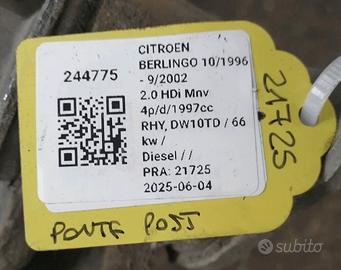 244775
CITROEN
BERLINGO 10/1996
- 9/2002
2.0 HDi Mnv
4p/d/1997cc
RHY, DW10TD / 66
kw /
Diesel / /
PRA: 21725
2025-06-04
21725
PONTE POST
subito